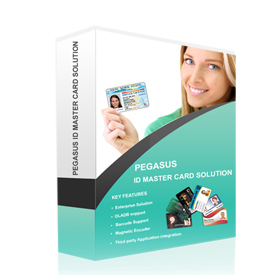 PEGASUS ID MASTER CARD SOLUTION
PEGASUS
ID MASTER CARD SOLUTION
KEY FEATURES
Enterprise Solution
DLADB support
Barcode Support
Magnetic Encoder
Third party Application Integration